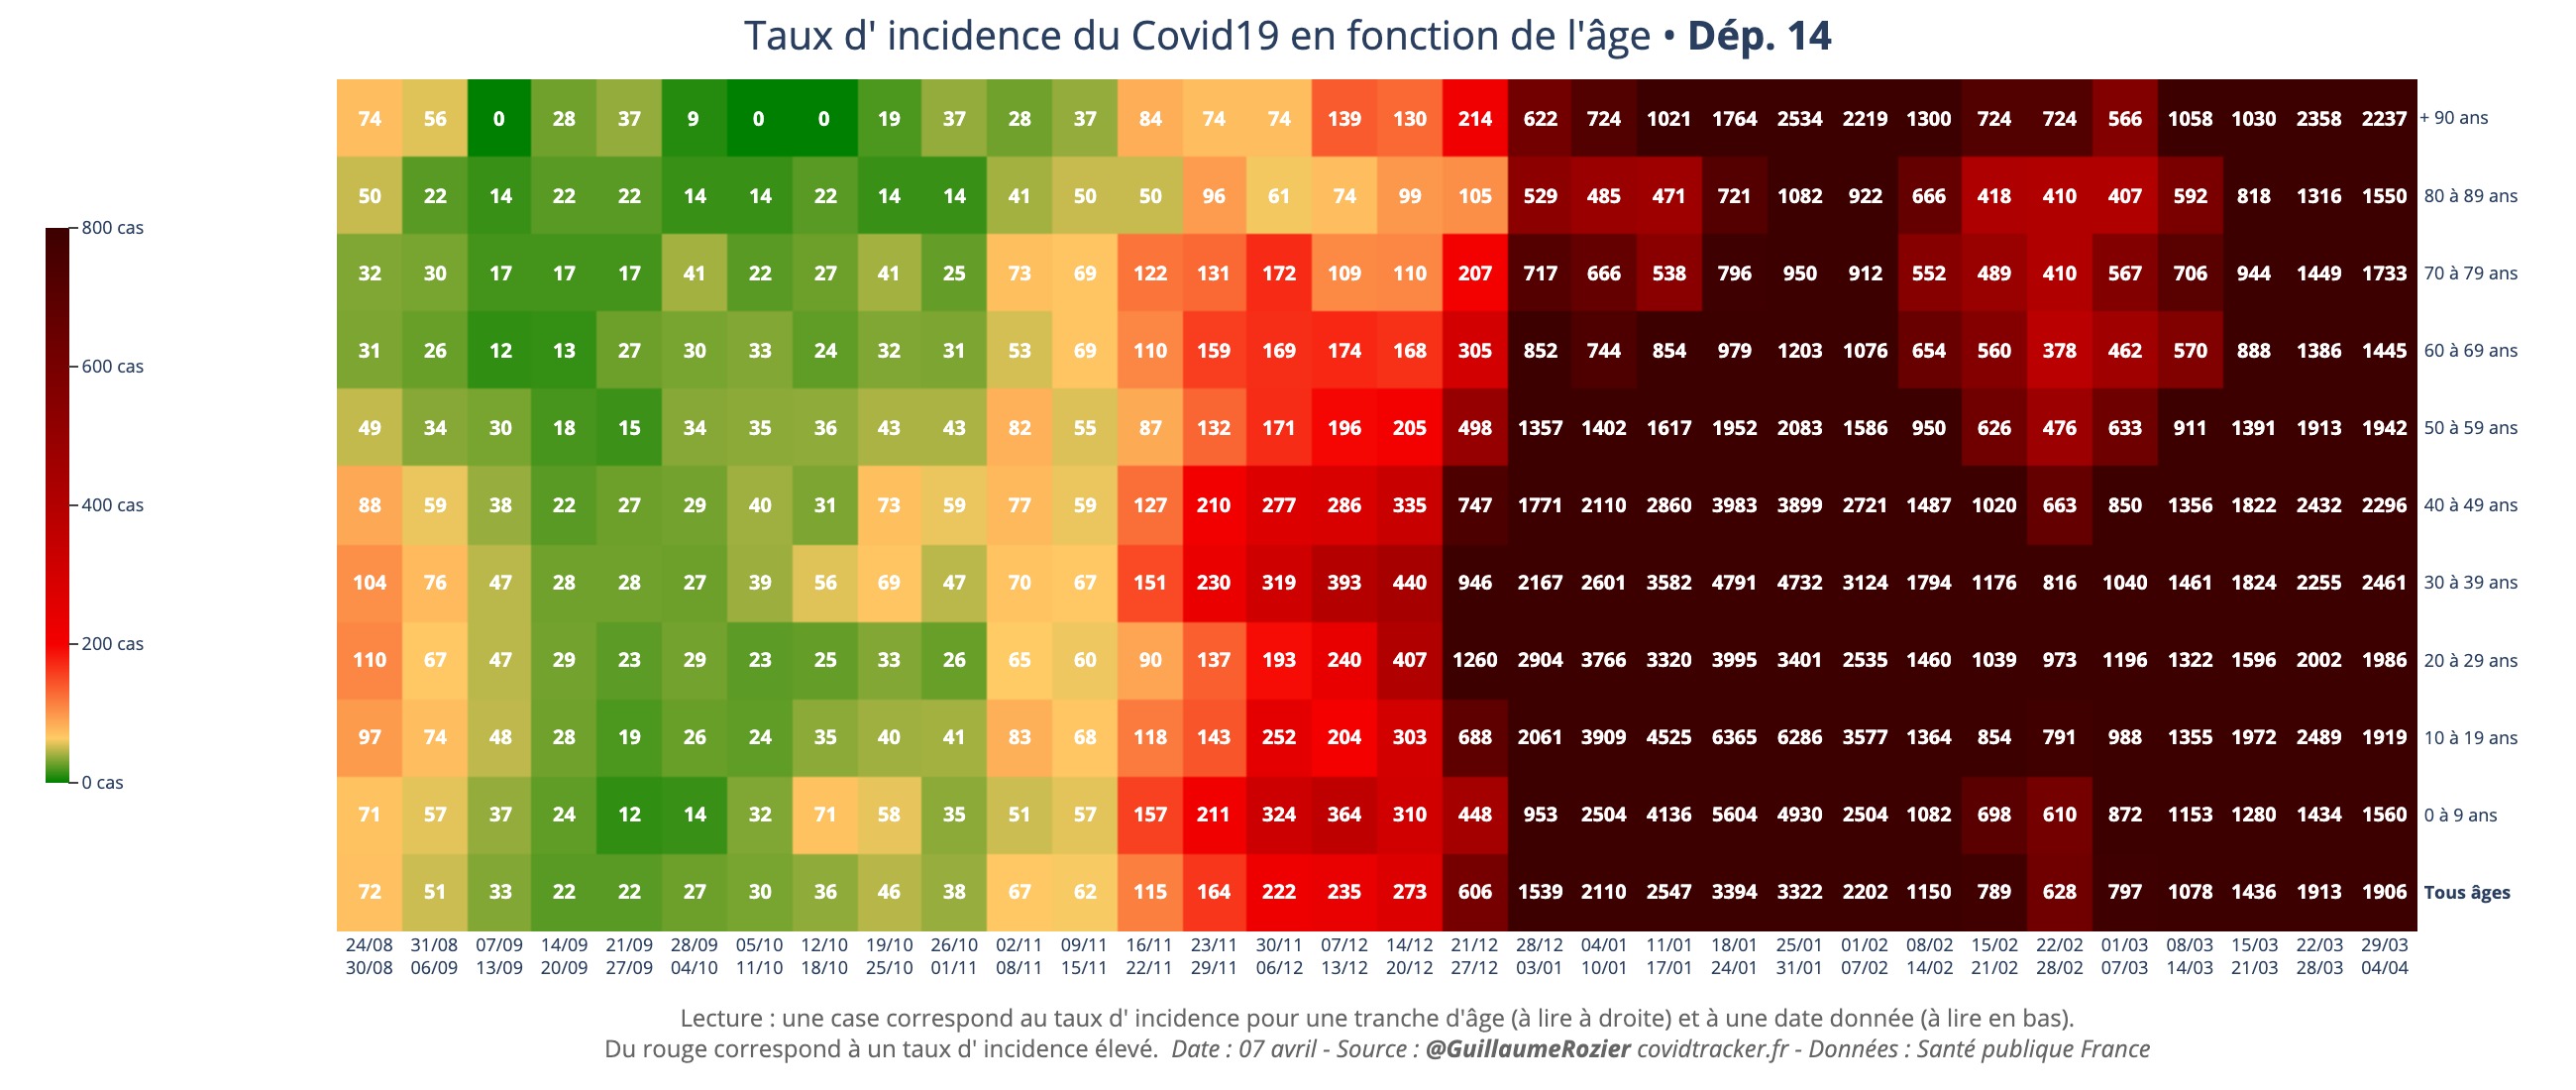 Taux d' incidence du Covid19 en fonction de l'âge • Dép. 14
800 cas
600 cas
400 cas
200 cas
0 cas
74 56 0 28 37 9 0 0 19 37 28 37 84 74 74 139 130 214 622 724 1021 1764 2534 2219 1300 724 724 566 1058 1030 2358 2237 + 90 ans
50 22 14 22 22 14 14 22 14 14 41 50 50 96 61 74 99 105 529 485 471 721 1082 922 666 418 410 407 592 818 1316 1550 80 à 89 ans
32 30 17 17 17 41 22 27 41 25 73 69 122 131 172 109 110 207 717 666 538 796 950 912 552 489 410 567 706 944 1449 1733 70 à 79 ans
31 26 12 13 27 30 33 24 32 31 53 69 110 159 169 174 168 305 852 744 854 979 1203 1076 654 560 378 462 570 888 1386 1445 60 à 69 ans
49 34 30 18 15 34 35 36 43 43 82 55 87 132 171 196 205 498 1357 1402 1617 1952 2083 1586 950 626 476 633 911 1391 1913 1942 50 à 59 ans
88 59 38 22 27 29 40 31 73 59 77 59 127 210 277 286 335 747 1771 2110 2860 3983 3899 2721 1487 1020 663 850 1356 1822 2432 2296 40 à 49 ans
104 76 47 28 28 27 39 56 69 47 70 67 151 230 319 393 440 946 2167 2601 3582 4791 4732 3124 1794 1176 816 1040 1461 1824 2255 2461 30 à 39 ans
110 67 47 29 23 29 23 25 33 26 65 60 90 137 193 240 407 1260 2904 3766 3320 3995 3401 2535 1460 1039 973 1196 1322 1596 2002 1986 20 à 29 ans
97 74 48 28 19 26 24 35 40 41 83 68 118 143 252 204 303 688 2061 3909 4525 6365 6286 3577 1364 854 791 988 1355 1972 2489 1919 10 à 19 ans
71 57 37 24 12 14 32 71 58 35 51 57 157 211 324 364 310 448 953 2504 4136 5604 4930 2504 1082 698 610 872 1153 1280 1434 1560 0 à 9 ans
72 51 33 22 22 27 30 36 46 38 67 62 115 164 222 235 273 606 1539 2110 2547 3394 3322 2202 1150 789 628 797 1078 1436 1913 1906 Tous âges
24/08 31/08 07/09 14/09 21/09 28/09 05/10 12/10 19/10 26/10 02/11 09/11 16/11 23/11 30/11 07/12 14/12 21/12 28/12 04/01 11/01 18/01 25/01 01/02 08/02 15/02 22/02 01/03 08/03 15/03 22/03 29/03
30/08 06/09 13/09 20/09 27/09 04/10 11/10 18/10 25/10 01/11 08/11 15/11 22/11 29/11 06/12 13/12 20/12 27/12 03/01 10/01 17/01 24/01 31/01 07/02 14/02 21/02 28/02 07/03 14/03 21/03 28/03 04/04
Lecture : une case correspond au taux d' incidence pour une tranche d'âge (à lire à droite) et à une date donnée (à lire en bas).
Du rouge correspond à un taux d' incidence élevé. Date : 07 avril - Source : @GuillaumeRozier covidtracker.fr - Données : Santé publique France